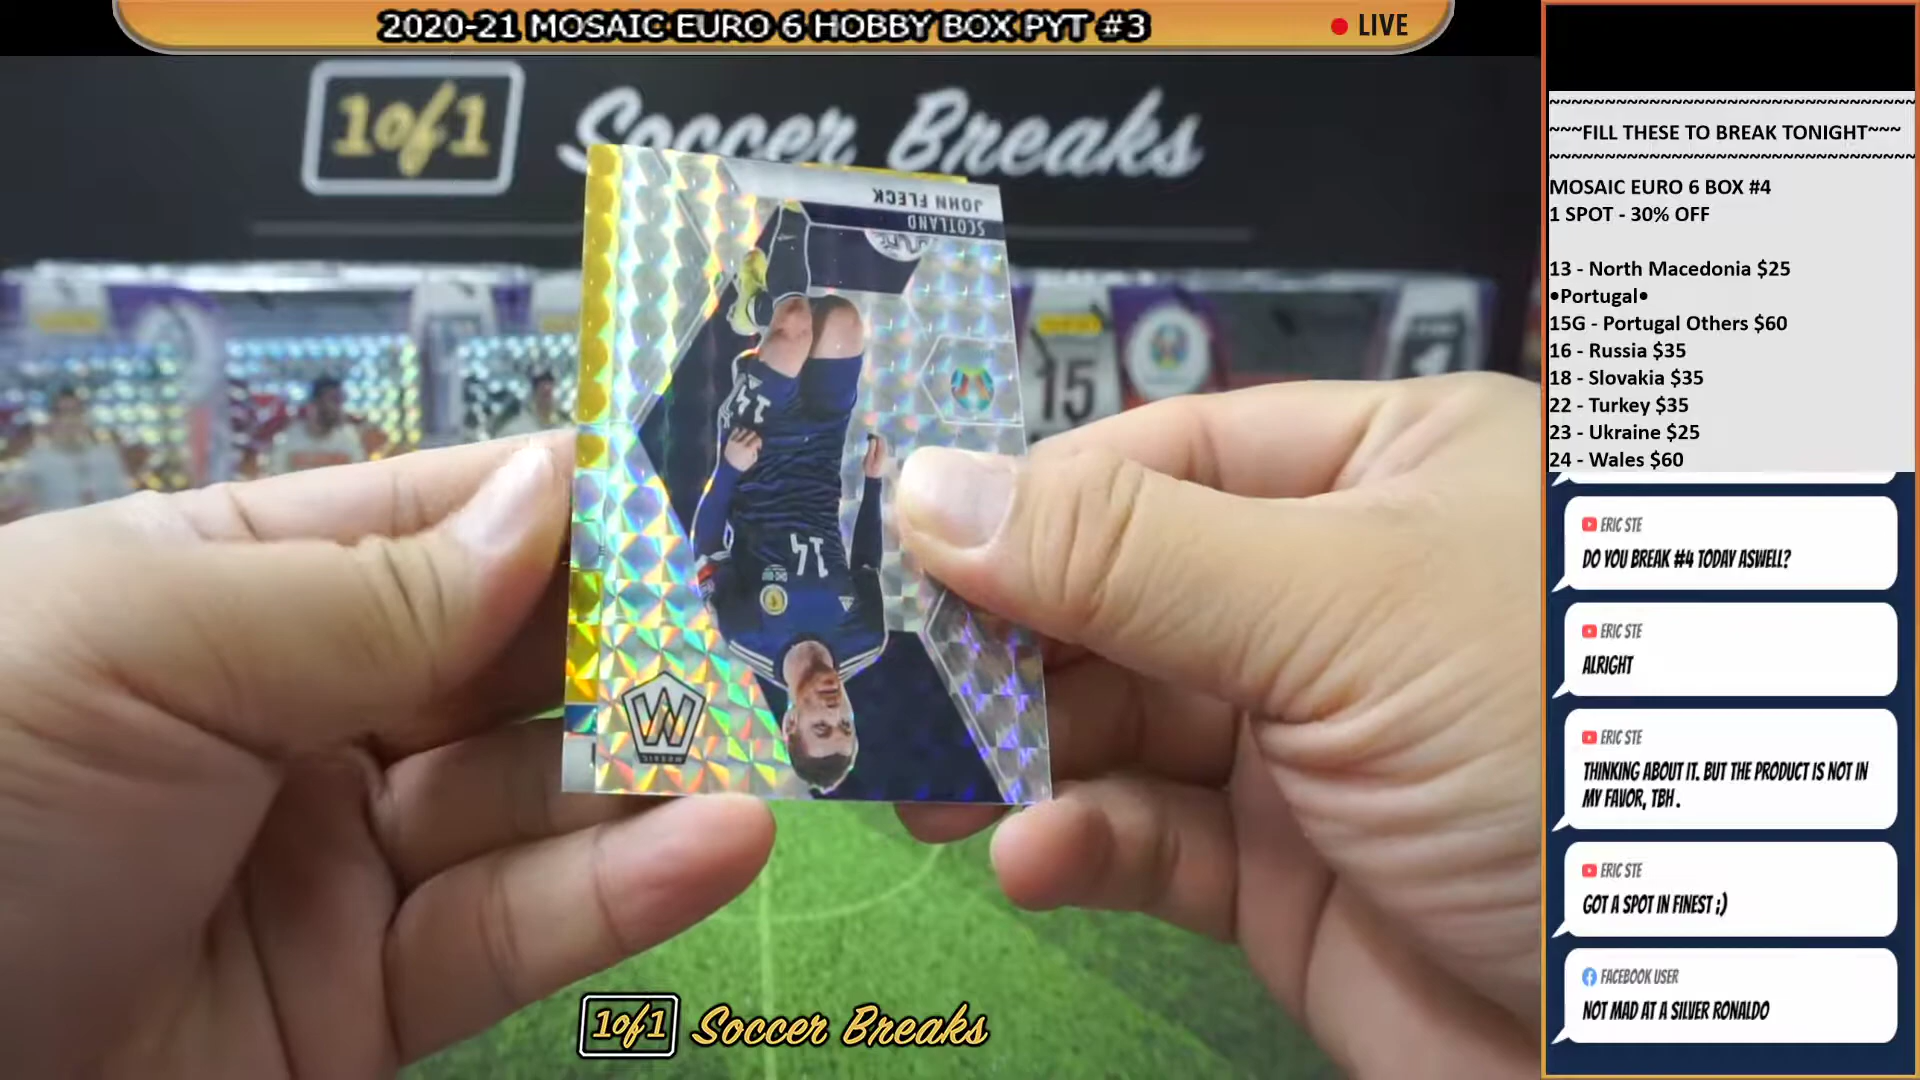 2020-21 MOSAIC EURO 6 HOBBY BOX PYT #3
LIVE
1of1 Soccer Breaks
JOHN FLECK
SCOTLAND
14
14
MOSAIC
15
1of1 Soccer Breaks
~~~~~~~~~~~~~~~~~~~~~~~~~~~~~~
~~~FILL THESE TO BREAK TONIGHT~~~
~~~~~~~~~~~~~~~~~~~~~~~~~~~~~~
MOSAIC EURO 6 BOX #4
1 SPOT - 30% OFF
13 - North Macedonia $25
•Portugal•
15G - Portugal Others $60
16 - Russia $35
18 - Slovakia $35
22 - Turkey $35
23 - Ukraine $25
24 - Wales $60
ERIC STE
DO YOU BREAK #4 TODAY ASWELL?
ERIC STE
ALRIGHT
ERIC STE
THINKING ABOUT IT. BUT THE PRODUCT IS NOT IN
MY FAVOR, TBH.
ERIC STE
GOT A SPOT IN FINEST ;)
FACEBOOK USER
NOT MAD AT A SILVER RONALDO